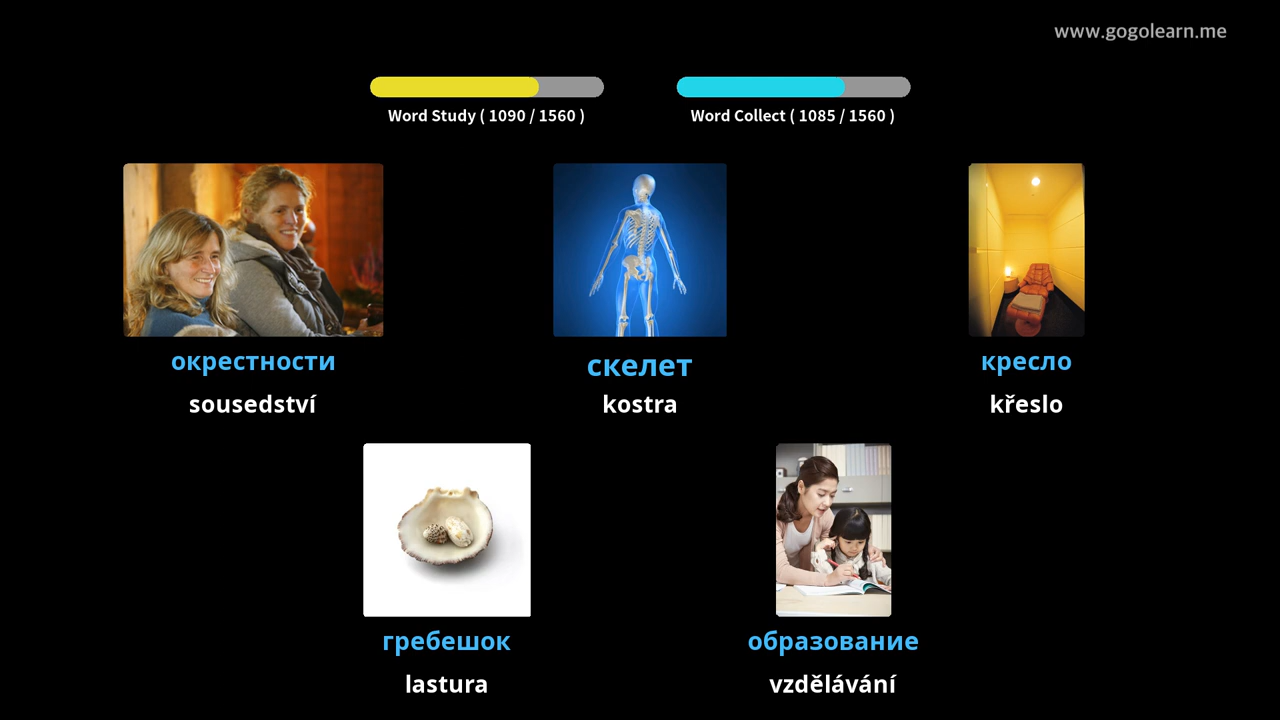 www.gogolearn.me
Word Study ( 1090 / 1560 )
Word Collect ( 1085 / 1560 )
окрестности
скелет
кресло
sousedství
kostra
křeslo
гребешок
образование
lastura
vzdělávání